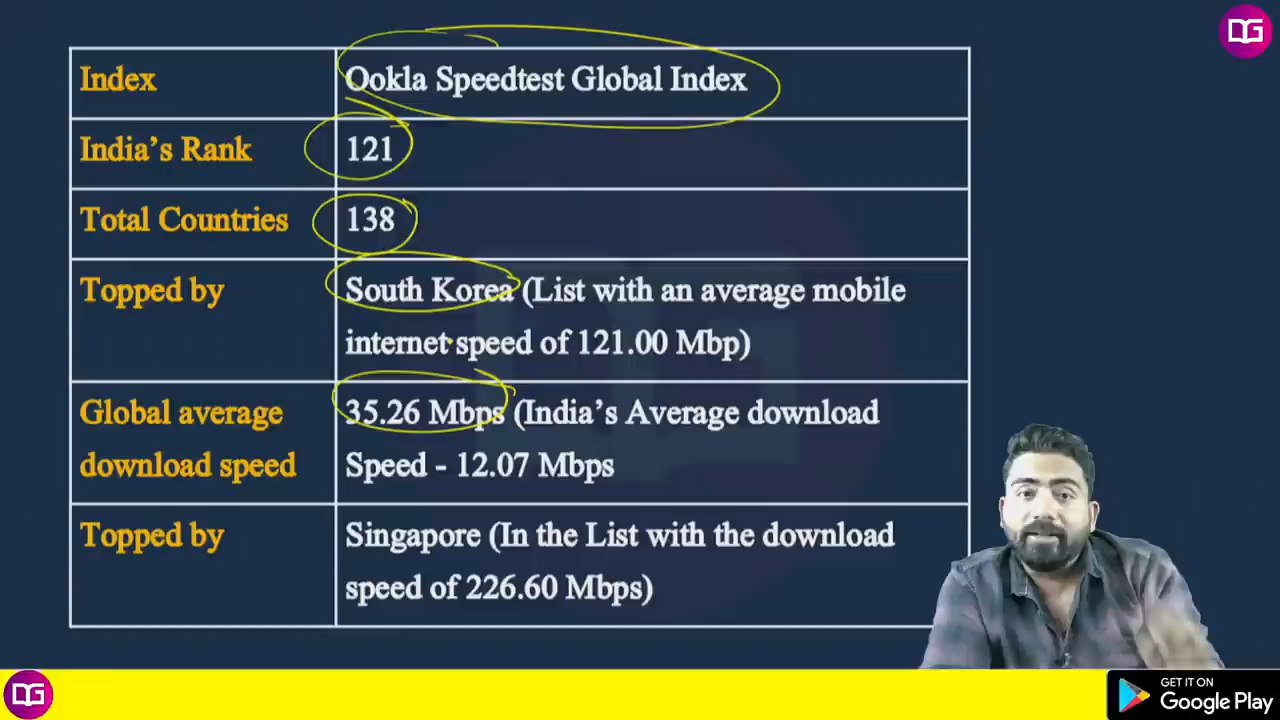 DG
Index
Ookla Speedtest Global Index
India's Rank
121
Total Countries
138
Topped by
South Korea (List with an average mobile
internet speed of 121.00 Mbp)
Global average
download speed
35.26 Mbps (India's Average download
Speed - 12.07 Mbps
Topped by
Singapore (In the List with the download
speed of 226.60 Mbps)
DG
GET IT ON
Google Play